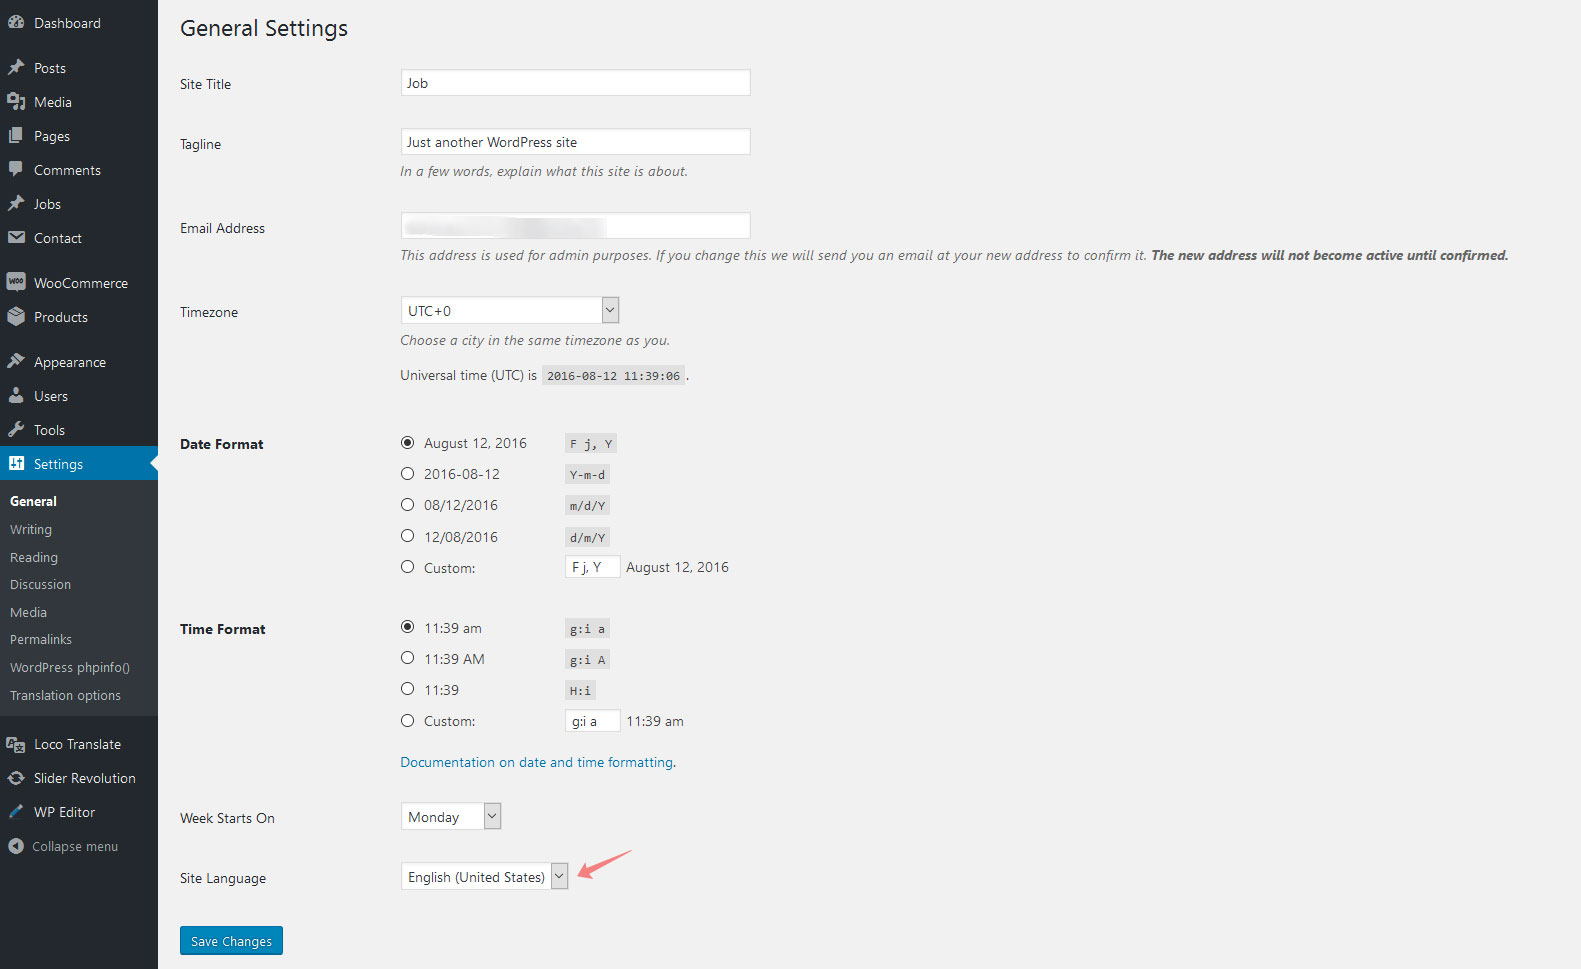 Dashboard
Posts
Media
Pages
Comments
Jobs
Contact
WOO WooCommerce
Products
Appearance
Users
Tools
Settings
General
Writing
Reading
Discussion
Media
Permalinks
WordPress phpinfo()
Translation options
Loco Translate
Slider Revolution
WP Editor
Collapse menu
General Settings
Site Title Job
Tagline Just another WordPress site
In a few words, explain what this site is about.
Email Address
This address is used for admin purposes. If you change this we will send you an email at your new address to confirm it. The new address will not become active until confirmed.
Timezone UTC+0
Choose a city in the same timezone as you.
Universal time (UTC) is 2016-08-12 11:39:06 .
Date Format August 12, 2016 F j, Y
2016-08-12 Y-m-d
08/12/2016 m/d/Y
12/08/2016 d/m/Y
Custom: F j, Y August 12, 2016
Time Format 11:39 am g:i a
11:39 AM g:i A
11:39 H:i
Custom: g:i a 11:39 am
Documentation on date and time formatting.
Week Starts On Monday
Site Language English (United States)
Save Changes